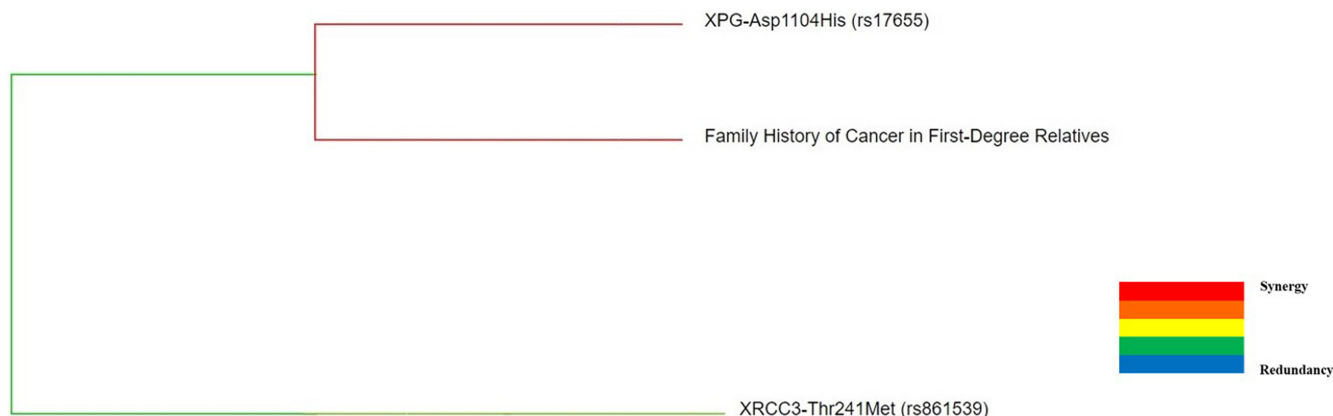 XPG-Asp1104His (rs17655)
Family History of Cancer in First-Degree Relatives
Synergy
Redundancy
XRCC3-Thr241Met (rs861539)